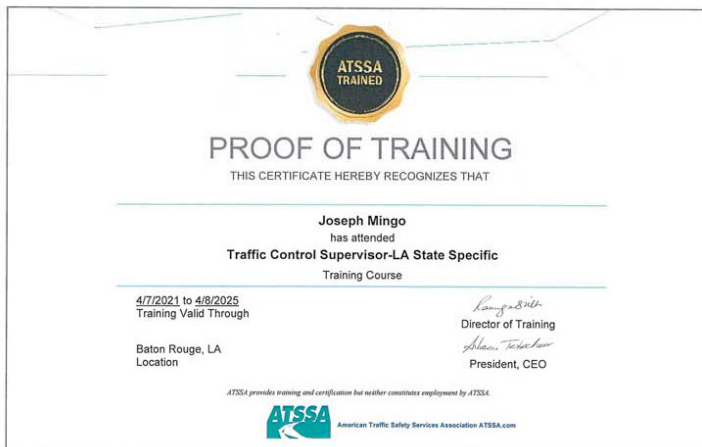 ATSSA
TRAINED
PROOF OF TRAINING
THIS CERTIFICATE HEREBY RECOGNIZES THAT
Joseph Mingo
has attended
Traffic Control Supervisor-LA State Specific
Training Course
4/7/2021 to 4/8/2025
Training Valid Through
Director of Training
Baton Rouge, LA
Location
President, CEO
ATSSA provides training and certification but neither constitutes employment by ATSSA.
ATSSA
American Traffic Safety Services Association ATSSA.com